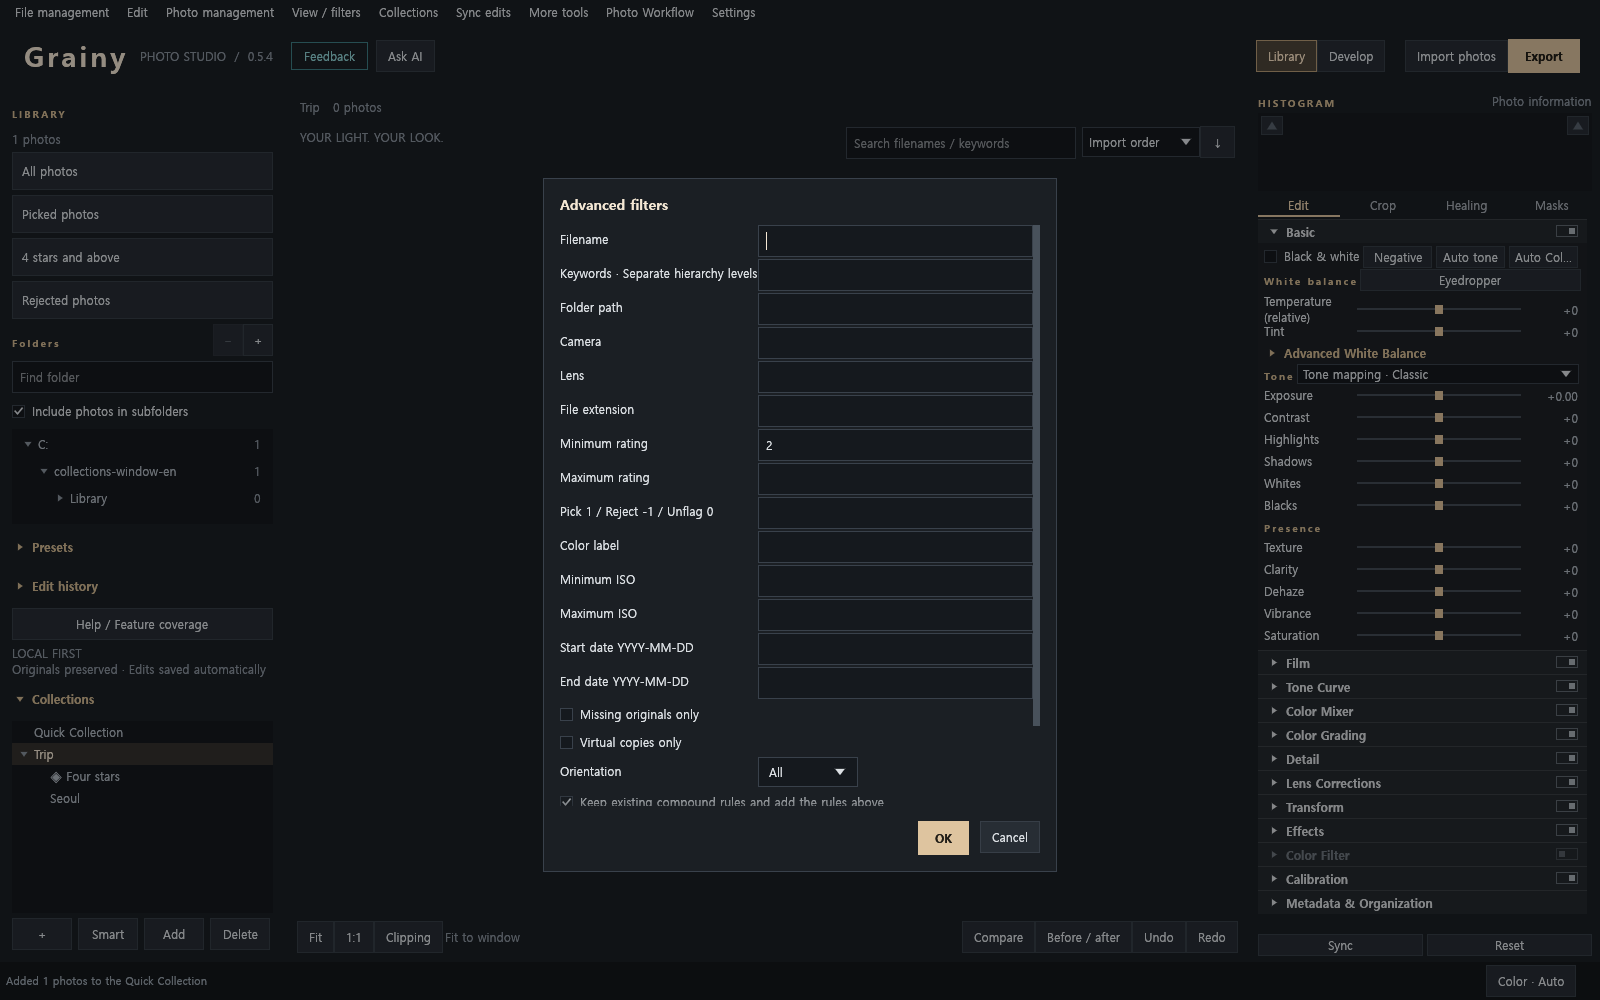 File management Edit Photo management View / filters Collections Sync edits More tools Photo Workflow Settings
Grainy PHOTO STUDIO / 0.5.4 Feedback Ask AI Library Develop Import photos Export
LIBRARY
1 photos
All photos
Picked photos
4 stars and above
Rejected photos
Folders − +
Find folder
Include photos in subfolders
C: 1
collections-window-en 1
Library 0
Presets
Edit history
Help / Feature coverage
LOCAL FIRST
Originals preserved · Edits saved automatically
Collections
Quick Collection
Trip
Four stars
Seoul
+ Smart Add Delete
Added 1 photos to the Quick Collection
Trip 0 photos
YOUR LIGHT. YOUR LOOK.
Search filenames / keywords Import order ↓
Advanced filters
Filename
Keywords · Separate hierarchy levels
Folder path
Camera
Lens
File extension
Minimum rating 2
Maximum rating
Pick 1 / Reject -1 / Unflag 0
Color label
Minimum ISO
Maximum ISO
Start date YYYY-MM-DD
End date YYYY-MM-DD
Missing originals only
Virtual copies only
Orientation All
Keep existing compound rules and add the rules above
OK Cancel
Fit 1:1 Clipping Fit to window Compare Before / after Undo Redo
HISTOGRAM Photo information
Edit Crop Healing Masks
Basic
Black & white Negative Auto tone Auto Col...
White balance Eyedropper
Temperature
(relative) +0
Tint +0
Advanced White Balance
Tone Tone mapping · Classic
Exposure +0.00
Contrast +0
Highlights +0
Shadows +0
Whites +0
Blacks +0
Presence
Texture +0
Clarity +0
Dehaze +0
Vibrance +0
Saturation +0
Film
Tone Curve
Color Mixer
Color Grading
Detail
Lens Corrections
Transform
Effects
Color Filter
Calibration
Metadata & Organization
Sync Reset
Color · Auto